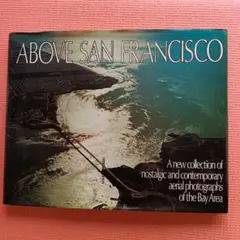 ABOVE SAN FRANCISCO
A new collection of
nostalgic and contemporary
aerial photographs
of the Bay Area